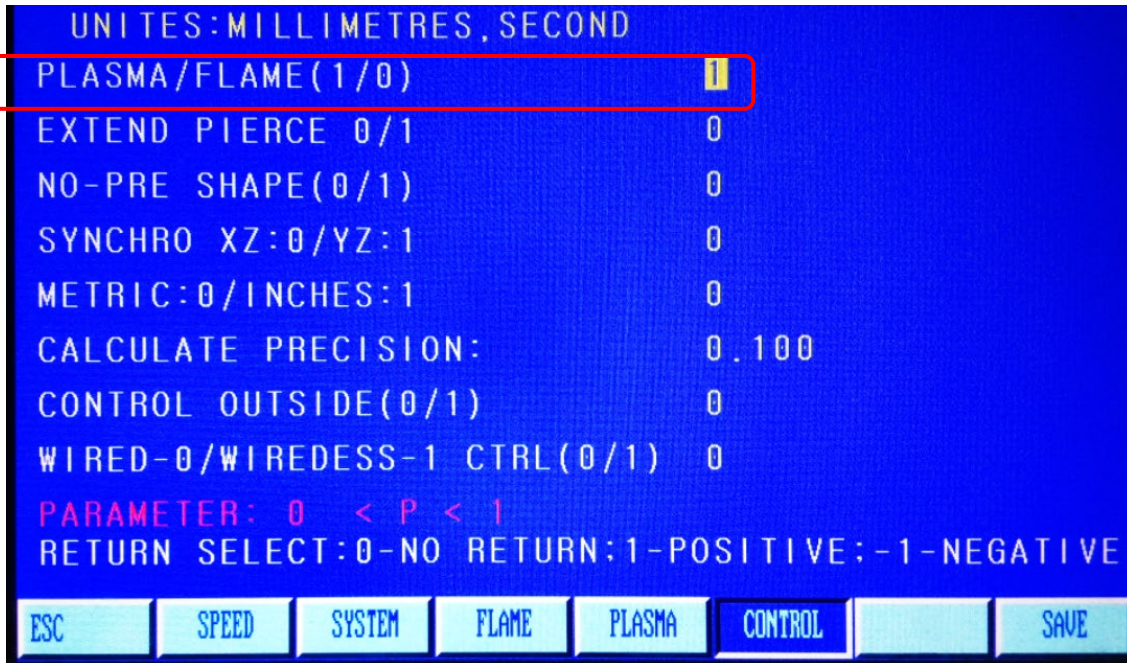 UNITES:MILLIMETRES,SECOND
PLASMA/FLAME(1/0) 1
EXTEND PIERCE 0/1 0
NO-PRE SHAPE(0/1) 0
SYNCHRO XZ:0/YZ:1 0
METRIC:0/INCHES:1 0
CALCULATE PRECISION: 0.100
CONTROL OUTSIDE(0/1) 0
WIRED-0/WIREDESS-1 CTRL(0/1) 0
PARAMETER: 0 < P < 1
RETURN SELECT:0-NO RETURN;1-POSITIVE;-1-NEGATIVE
ESC SPEED SYSTEM FLAME PLASMA CONTROL SAVE